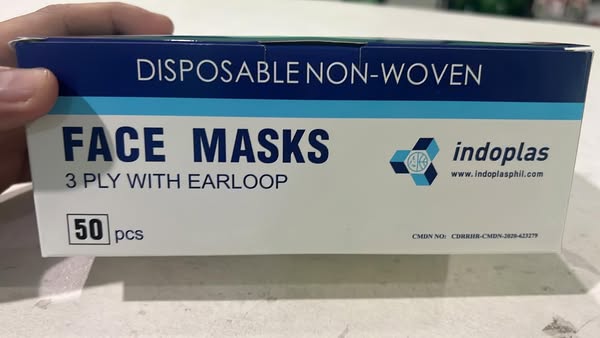 DISPOSABLE NON-WOVEN
FACE MASKS
3 PLY WITH EARLOOP
50 pcs
indoplas
www.indoplasphil.com
CMDN NO: CDRRHR-CMDN-2020-623279